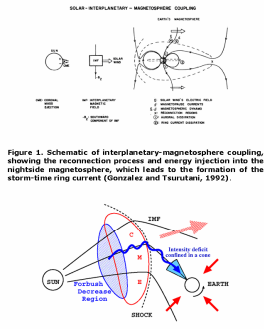 SOLAR - INTERPLANETARY - MAGNETOSPHERE COUPLING
EARTH'S MAGNETOSPHERE
SUN
CME
IMF
SOLAR
WIND
CME: CORONAL
MASS
EJECTION
IMF: INTERPLANETARY
MAGNETIC
FIELD
SOUTHWARD
COMPONENT OF IMF
SOLAR WIND'S ELECTRIC FIELD
MAGNETOPAUSE CURRENTS
MAGNETOSPHERIC DYNAMO
RECONNECTION REGIONS
AURORAL DISSIPATION
RING CURRENT DISSIPATION
Figure 1. Schematic of interplanetary-magnetosphere coupling,
showing the reconnection process and energy injection into the
nightside magnetosphere, which leads to the formation of the
storm-time ring current (Gonzalez and Tsurutani, 1992).
IMF
C
M
E
Intensity deficit
confined in a cone
SUN
Forbush
Decrease
Region
EARTH
SHOCK